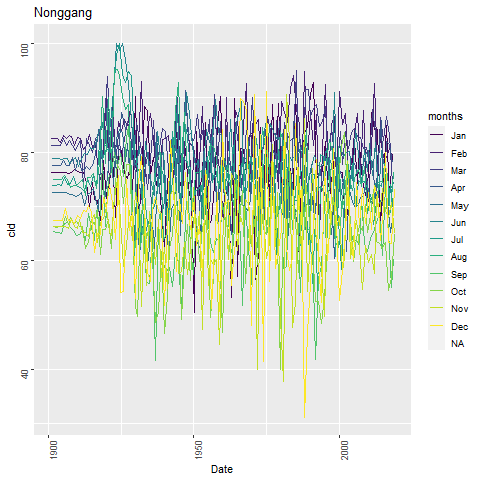 Nonggang
cld
100
80
60
40
1900
1950
2000
Date
months
Jan
Feb
Mar
Apr
May
Jun
Jul
Aug
Sep
Oct
Nov
Dec
NA